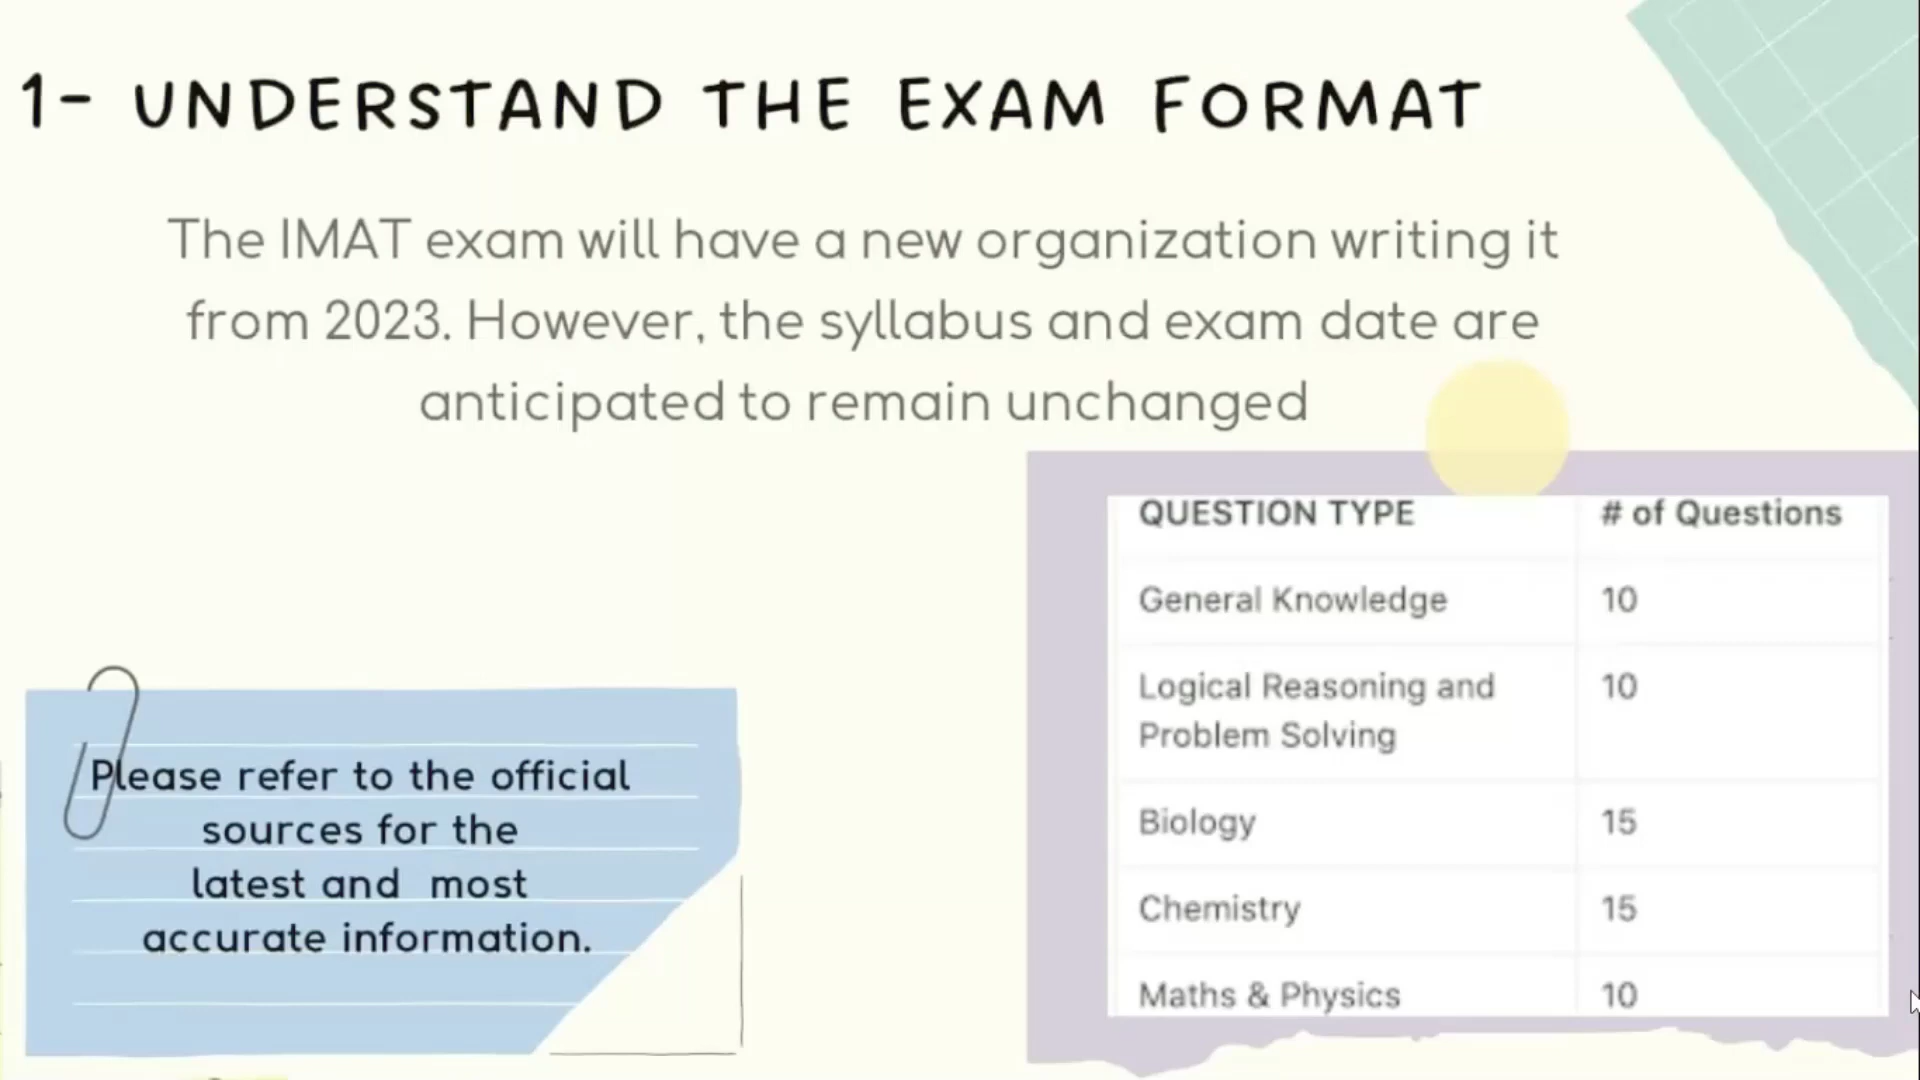 1- UNDERSTAND THE EXAM FORMAT
The IMAT exam will have a new organization writing it
from 2023. However, the syllabus and exam date are
anticipated to remain unchanged
QUESTION TYPE # of Questions
General Knowledge 10
Logical Reasoning and 10
Problem Solving
Biology 15
Chemistry 15
Maths & Physics 10
Please refer to the official
sources for the
latest and  most
accurate information.